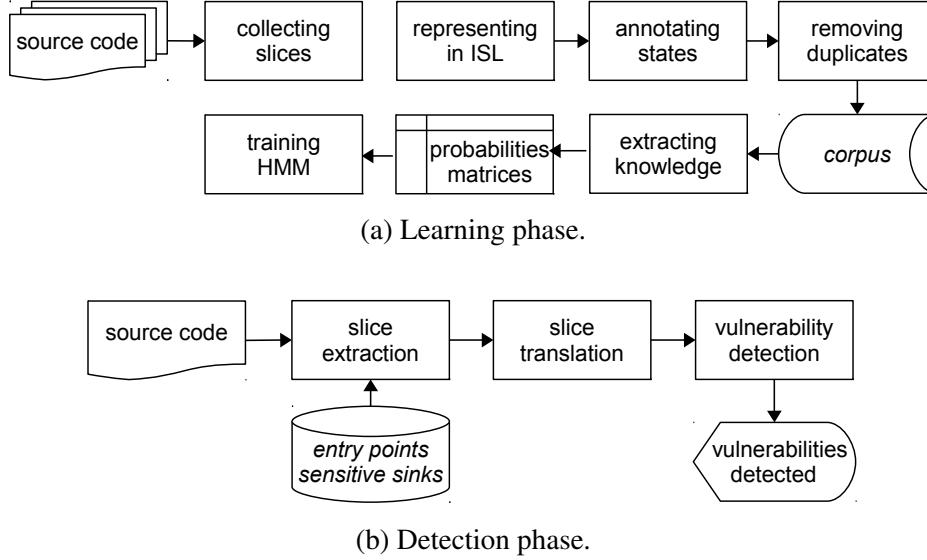 source code
collecting
slices
representing
in ISL
annotating
states
removing
duplicates
training
HMM
probabilities
matrices
extracting
knowledge
corpus
(a) Learning phase.
source code
slice
extraction
slice
translation
vulnerability
detection
entry points
sensitive sinks
vulnerabilities
detected
(b) Detection phase.